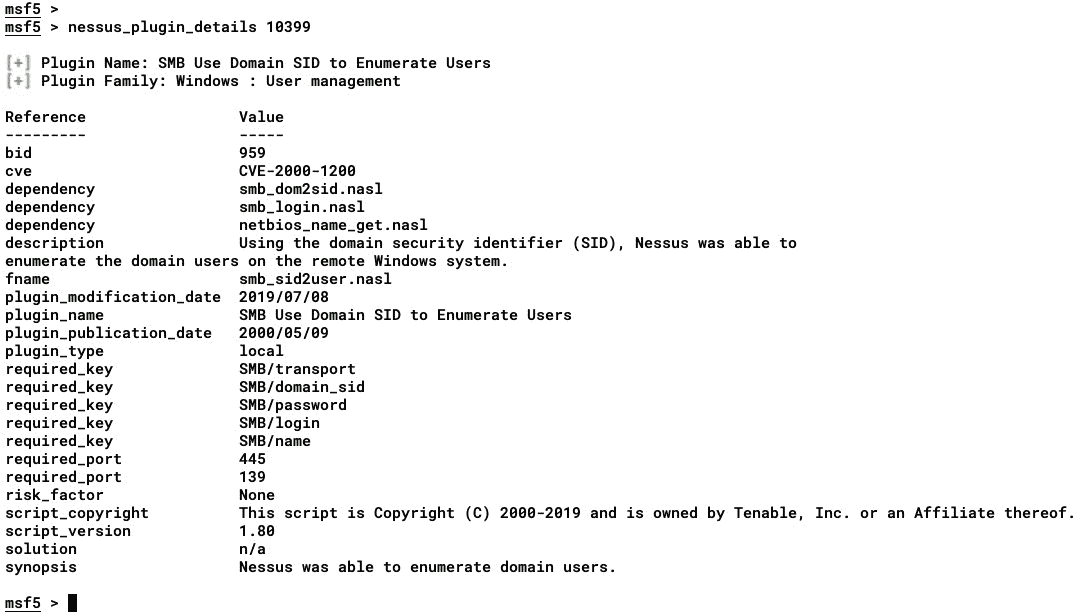 msf5 >
msf5 > nessus_plugin_details 10399
[+] Plugin Name: SMB Use Domain SID to Enumerate Users
[+] Plugin Family: Windows : User management
Reference Value
--------- -----
bid 959
cve CVE-2000-1200
dependency smb_dom2sid.nasl
dependency smb_login.nasl
dependency netbios_name_get.nasl
description Using the domain security identifier (SID), Nessus was able to
enumerate the domain users on the remote Windows system.
fname smb_sid2user.nasl
plugin_modification_date 2019/07/08
plugin_name SMB Use Domain SID to Enumerate Users
plugin_publication_date 2000/05/09
plugin_type local
required_key SMB/transport
required_key SMB/domain_sid
required_key SMB/password
required_key SMB/login
required_key SMB/name
required_port 445
required_port 139
risk_factor None
script_copyright This script is Copyright (C) 2000-2019 and is owned by Tenable, Inc. or an Affiliate thereof.
script_version 1.80
solution n/a
synopsis Nessus was able to enumerate domain users.
msf5 >